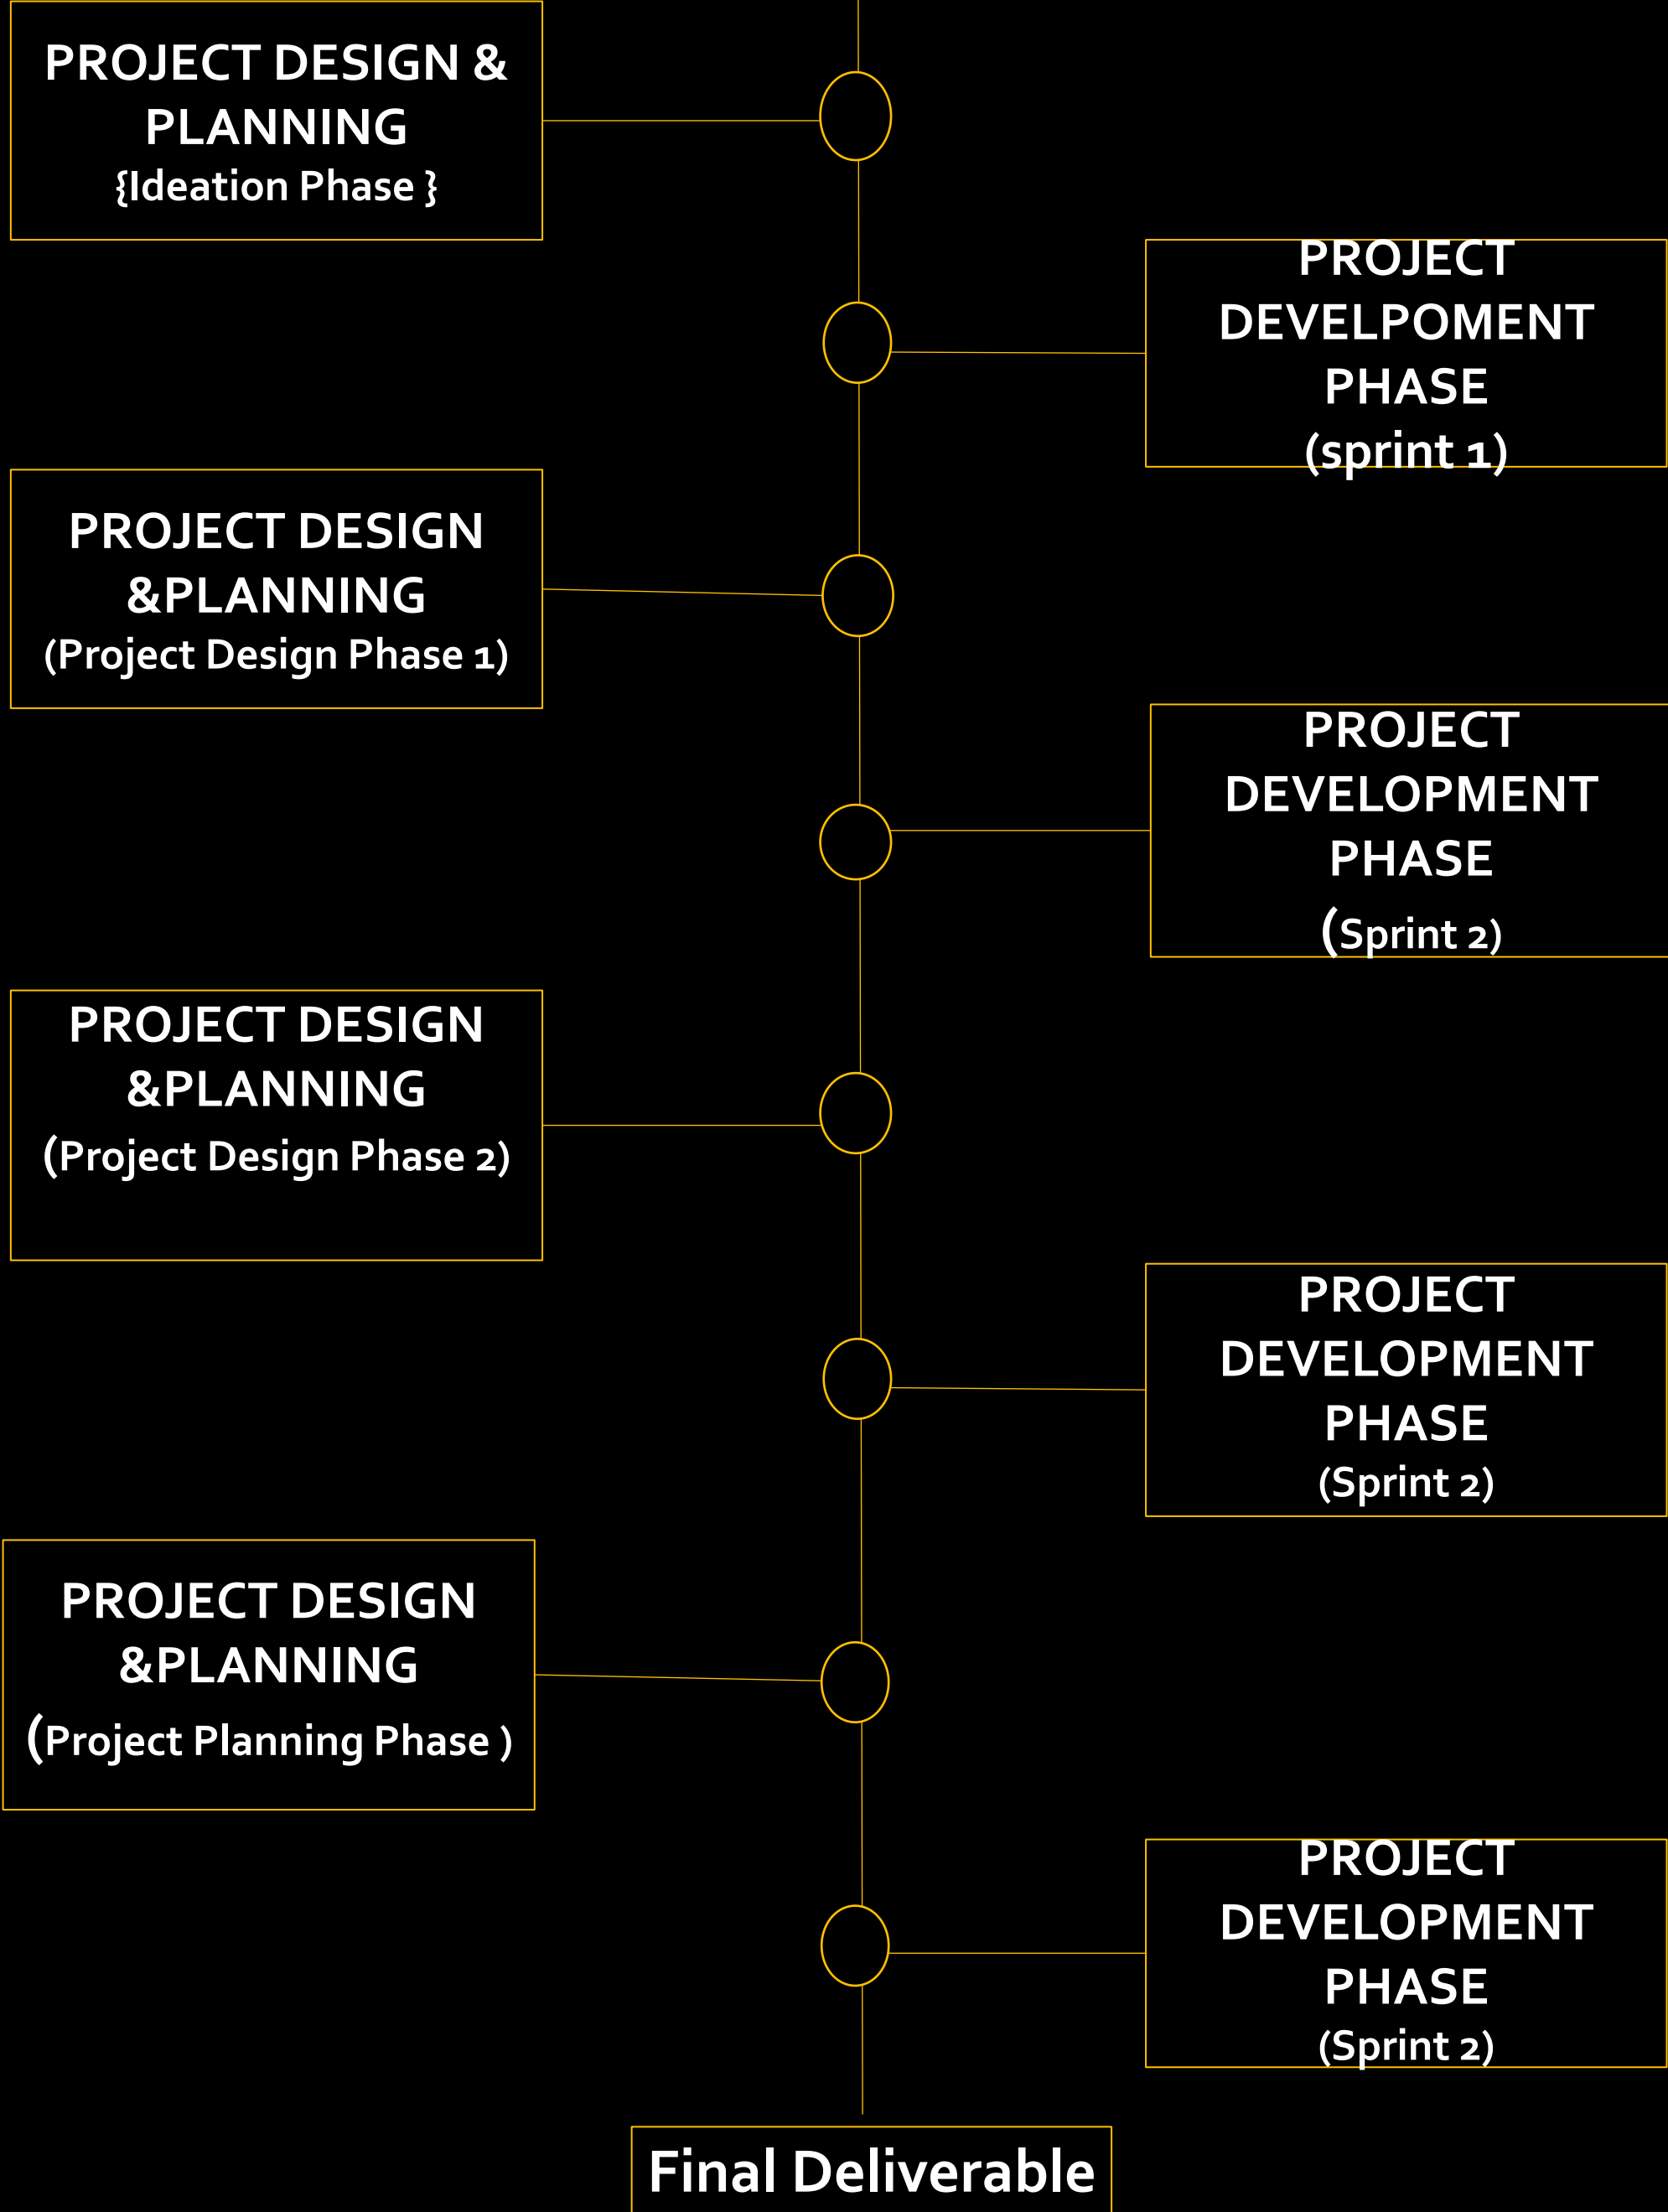 PROJECT DESIGN &
PLANNING
{Ideation Phase }
PROJECT
DEVELPOMENT
PHASE
(sprint 1)
PROJECT DESIGN
&PLANNING
(Project Design Phase 1)
PROJECT
DEVELOPMENT
PHASE
(Sprint 2)
PROJECT DESIGN
&PLANNING
(Project Design Phase 2)
PROJECT
DEVELOPMENT
PHASE
(Sprint 2)
PROJECT DESIGN
&PLANNING
(Project Planning Phase )
PROJECT
DEVELOPMENT
PHASE
(Sprint 2)
Final Deliverable